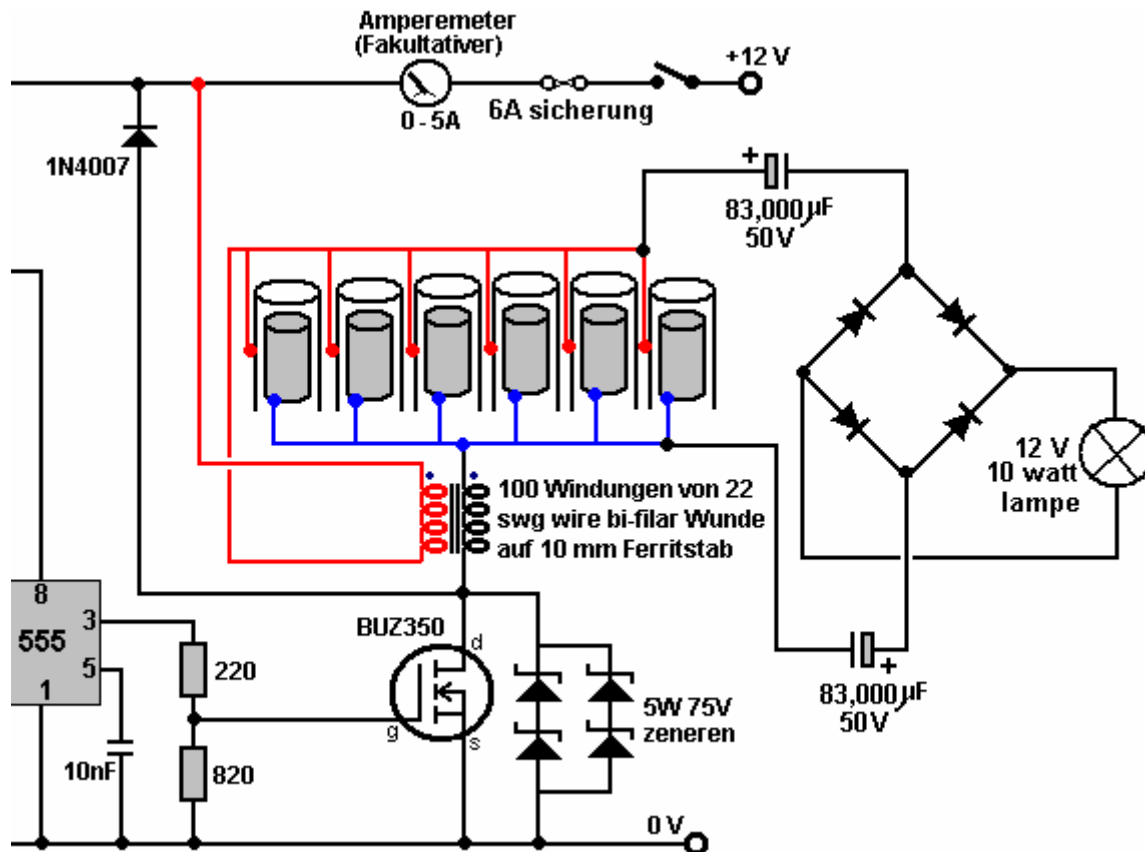 Amperemeter
(Fakultativer)
+12 V
0 - 5A
6A sicherung
1N4007
+
83,000µF
50V
12 V
10 watt
lampe
100 Windungen von 22
swg wire bi-filar Wunde
auf 10 mm Ferritstab
8
3
555
5
1
BUZ350
d
g
s
220
820
10nF
5W 75V
zeneren
+
83,000µF
50V
0 V